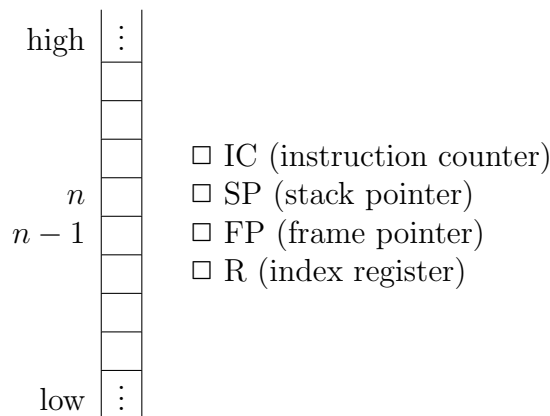 high ⋮
□ IC (instruction counter)
n □ SP (stack pointer)
n − 1 □ FP (frame pointer)
□ R (index register)
low ⋮